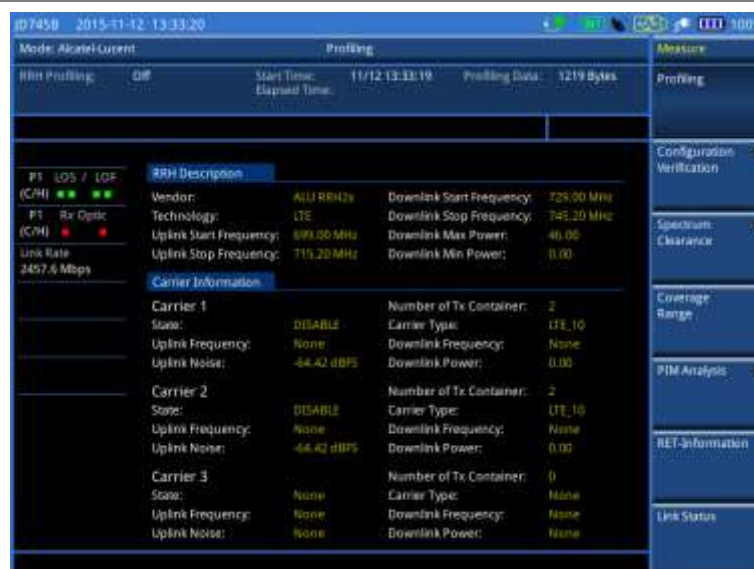 JD745B 2015-11-12 13:33:20 INT 100
Mode: Alcatel-Lucent Profiling
RRH Profiling: Off Start Time: 11/12 13:33:19 Profiling Data: 1219 Bytes
Elapsed Time:
P1 LOS / LOF
(C/H)
P1 Rx Optic
(C/H)
Link Rate
2457.6 Mbps
RRH Description
Vendor: ALU RRH2x Downlink Start Frequency: 729.00 MHz
Technology: LTE Downlink Stop Frequency: 745.20 MHz
Uplink Start Frequency: 699.00 MHz Downlink Max Power: 46.00
Uplink Stop Frequency: 715.20 MHz Downlink Min Power: 0.00
Carrier Information
Carrier 1 Number of Tx Container: 2
State: DISABLE Carrier Type: LTE_10
Uplink Frequency: None Downlink Frequency: None
Uplink Noise: -64.42 dBFS Downlink Power: 0.00
Carrier 2 Number of Tx Container: 2
State: DISABLE Carrier Type: LTE_10
Uplink Frequency: None Downlink Frequency: None
Uplink Noise: -64.42 dBFS Downlink Power: 0.00
Carrier 3 Number of Tx Container: 0
State: None Carrier Type: None
Uplink Frequency: None Downlink Frequency: None
Uplink Noise: None Downlink Power: None
Measure
Profiling
Configuration
Verification
Spectrum
Clearance
Coverage
Range
PIM Analysis
RET-Information
Link Status